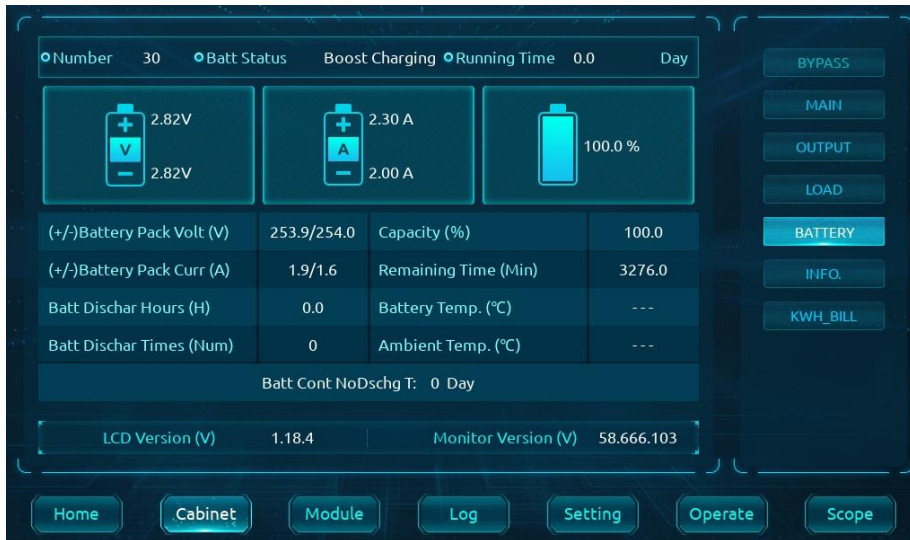 Number 30 Batt Status Boost Charging Running Time 0.0 Day
2.82V
V
2.82V
2.30 A
A
2.00 A
100.0 %
(+/-)Battery Pack Volt (V) 253.9/254.0 Capacity (%) 100.0
(+/-)Battery Pack Curr (A) 1.9/1.6 Remaining Time (Min) 3276.0
Batt Dischar Hours (H) 0.0 Battery Temp. (℃) ---
Batt Dischar Times (Num) 0 Ambient Temp. (℃) ---
Batt Cont NoDschg T: 0 Day
LCD Version (V) 1.18.4 Monitor Version (V) 58.666.103
BYPASS
MAIN
OUTPUT
LOAD
BATTERY
INFO.
KWH_BILL
Home Cabinet Module Log Setting Operate Scope